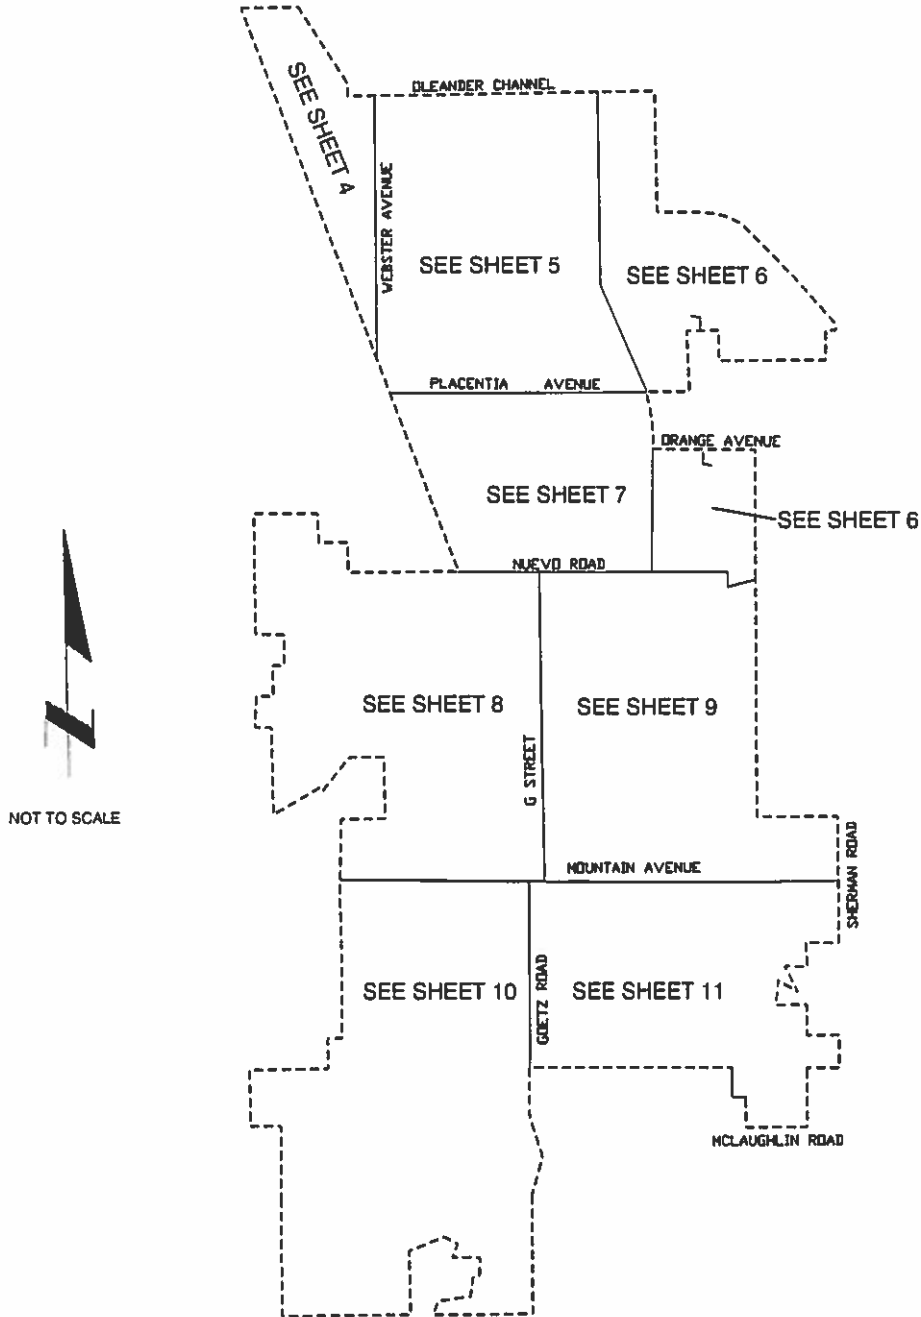 SEE SHEET 4
OLEANDER CHANNEL
WEBSTER AVENUE
SEE SHEET 5
SEE SHEET 6
PLACENTIA AVENUE
ORANGE AVENUE
SEE SHEET 7
SEE SHEET 6
NUEVO ROAD
SEE SHEET 8
SEE SHEET 9
G STREET
NOT TO SCALE
MOUNTAIN AVENUE
SHERMAN ROAD
SEE SHEET 10
GOETZ ROAD
SEE SHEET 11
MCLAUGHLIN ROAD